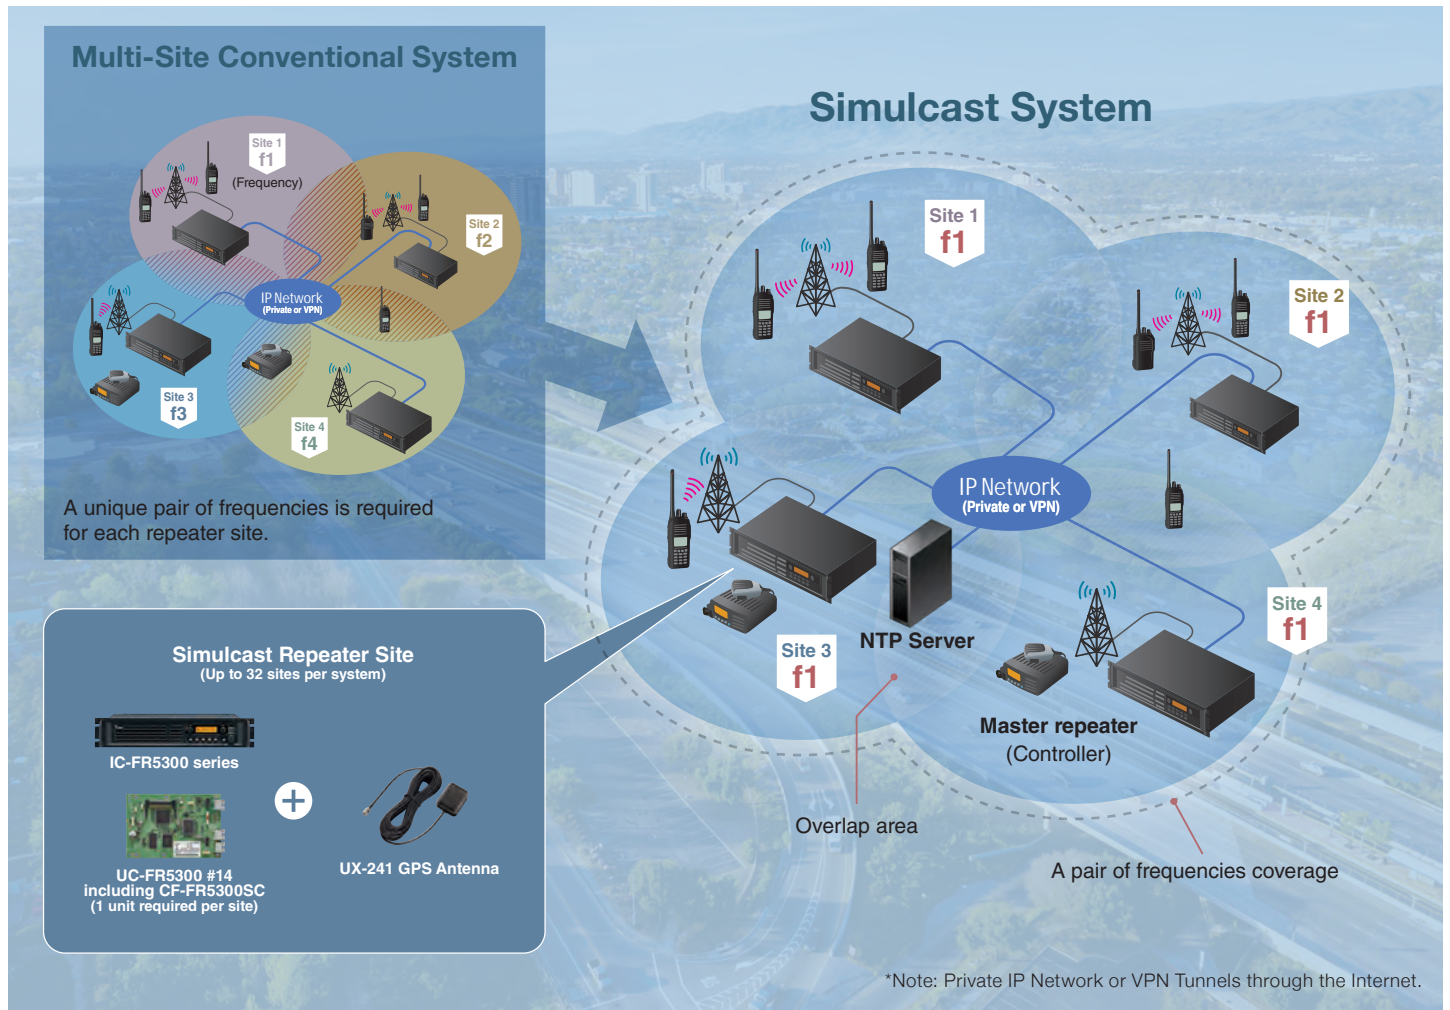 Multi-Site Conventional System
Site 1
f1
(Frequency)
Site 2
f2
IP Network
(Private or VPN)
Site 3
f3
Site 4
f4
A unique pair of frequencies is required
for each repeater site.
Simulcast System
Site 1
f1
Site 2
f1
IP Network
(Private or VPN)
NTP Server
Site 3
f1
Site 4
f1
Master repeater
(Controller)
Overlap area
A pair of frequencies coverage
Simulcast Repeater Site
(Up to 32 sites per system)
IC-FR5300 series
+
UC-FR5300 #14
including CF-FR5300SC
(1 unit required per site)
UX-241 GPS Antenna
*Note: Private IP Network or VPN Tunnels through the Internet.